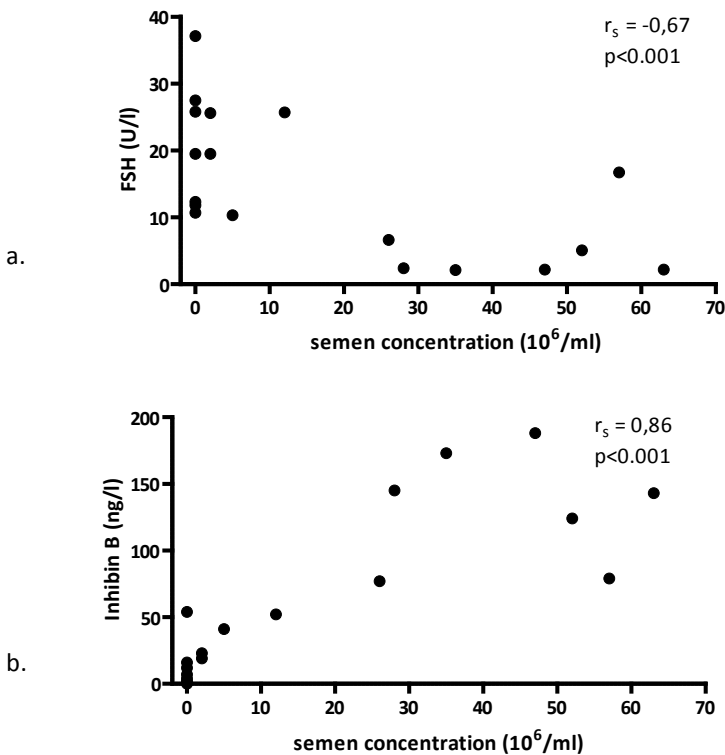 40
30
20
10
0
FSH (U/l)
r_s = -0,67
p<0.001
a.
0 10 20 30 40 50 60 70
semen concentration (10^6/ml)
200
150
100
50
0
Inhibin B (ng/l)
r_s = 0,86
p<0.001
b.
0 10 20 30 40 50 60 70
semen concentration (10^6/ml)